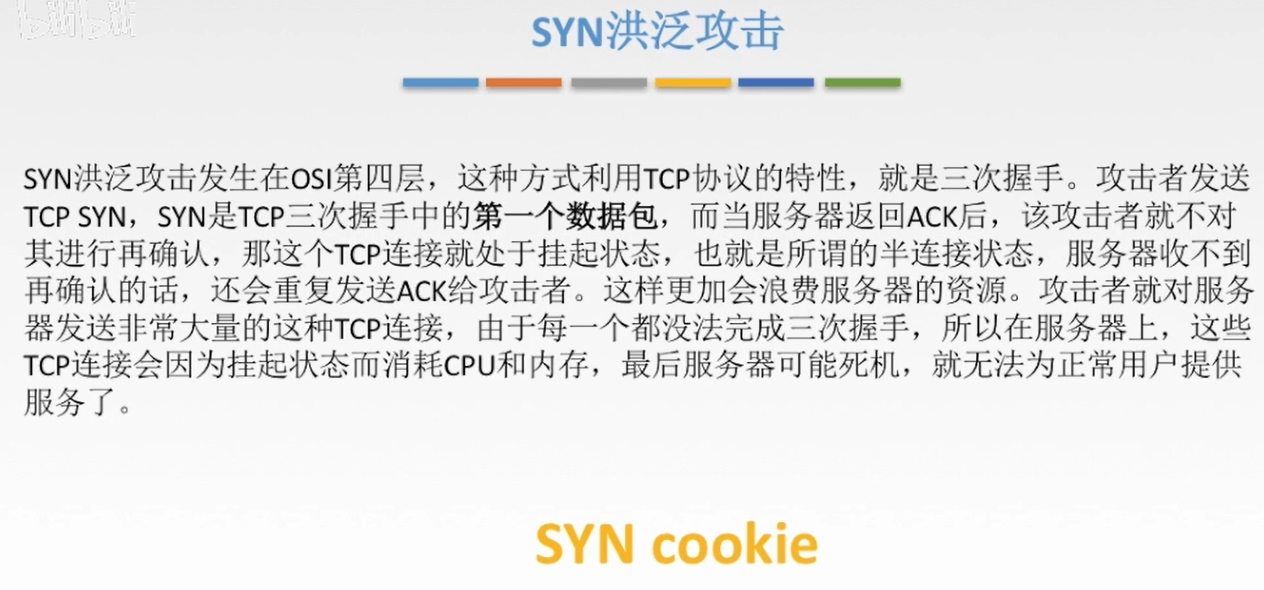 bilibili
SYN洪泛攻击
SYN洪泛攻击发生在OSI第四层，这种方式利用TCP协议的特性，就是三次握手。攻击者发送
TCP SYN，SYN是TCP三次握手中的第一个数据包，而当服务器返回ACK后，该攻击者就不对
其进行再确认，那这个TCP连接就处于挂起状态，也就是所谓的半连接状态，服务器收不到
再确认的话，还会重复发送ACK给攻击者。这样更加会浪费服务器的资源。攻击者就对服务
器发送非常大量的这种TCP连接，由于每一个都没法完成三次握手，所以在服务器上，这些
TCP连接会因为挂起状态而消耗CPU和内存，最后服务器可能死机，就无法为正常用户提供
服务了。
SYN cookie